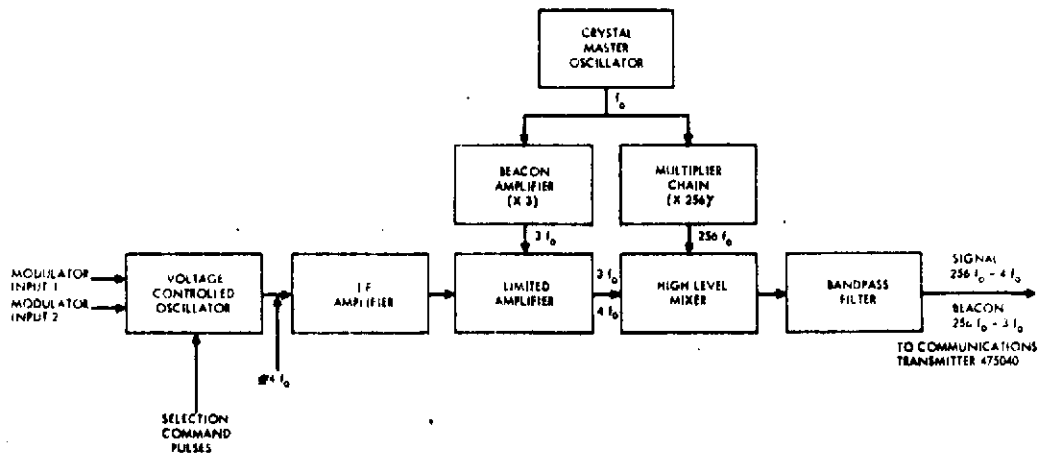 CRYSTAL
MASTER
OSCILLATOR
f₀
BEACON
AMPLIFIER
(X 3)
MULTIPLIER
CHAIN
(X 256)
3 f₀
256 f₀
MODULATOR
INPUT 1
MODULATOR
INPUT 2
VOLTAGE
CONTROLLED
OSCILLATOR
I F
AMPLIFIER
LIMITED
AMPLIFIER
3 f₀
4 f₀
HIGH LEVEL
MIXER
BANDPASS
FILTER
SIGNAL
256 f₀ - 4 f₀
BEACON
256 f₀ - 3 f₀
TO COMMUNICATIONS
TRANSMITTER 475040
4 f₀
SELECTION
COMMAND
PULSES